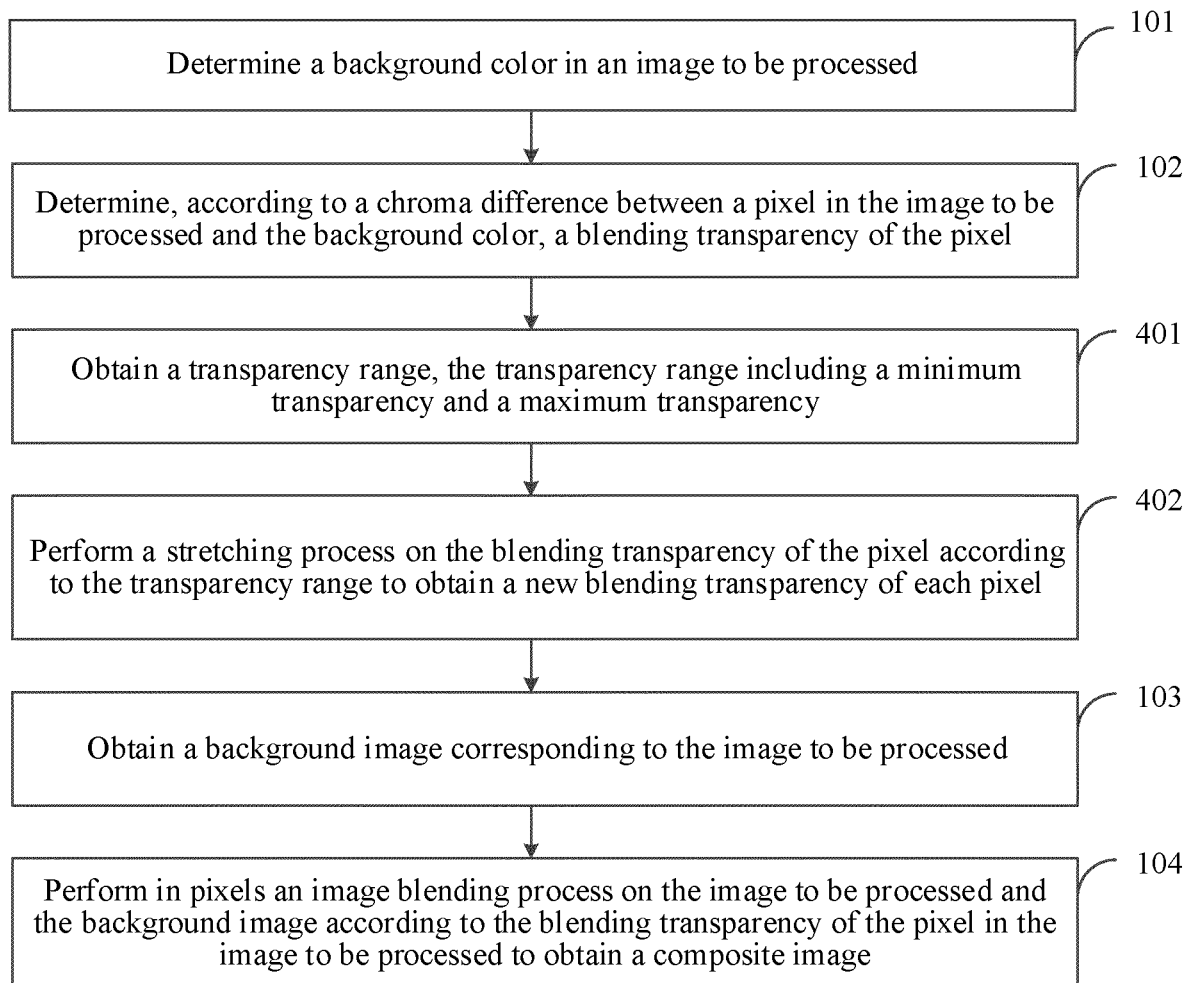 101
Determine a background color in an image to be processed
102
Determine, according to a chroma difference between a pixel in the image to be
processed and the background color, a blending transparency of the pixel
401
Obtain a transparency range, the transparency range including a minimum
transparency and a maximum transparency
402
Perform a stretching process on the blending transparency of the pixel according
to the transparency range to obtain a new blending transparency of each pixel
103
Obtain a background image corresponding to the image to be processed
104
Perform in pixels an image blending process on the image to be processed and
the background image according to the blending transparency of the pixel in the
image to be processed to obtain a composite image